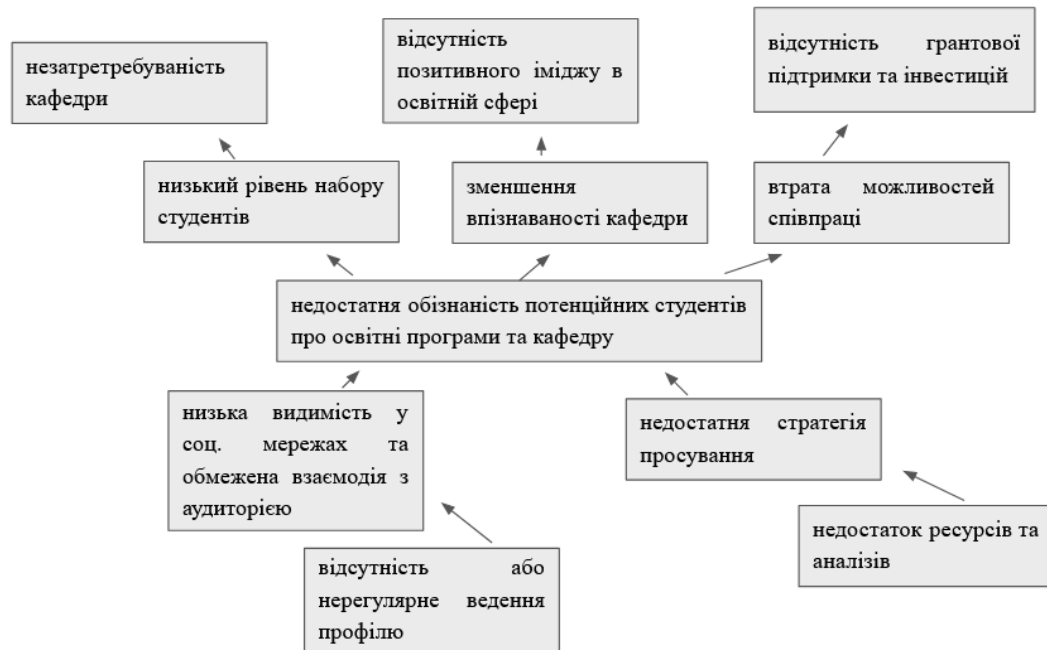 незатретребуваність
кафедри
відсутність
позитивного іміджу в
освітній сфері
відсутність грантової
підтримки та інвестицій
низький рівень набору
студентів
зменшення
впізнаваності кафедри
втрата можливостей
співпраці
недостатня обізнаність потенційних студентів
про освітні програми та кафедру
низька видимість у
соц. мережах та
обмежена взаємодія з
аудиторією
недостатня стратегія
просування
відсутність або
нерегулярне ведення
профілю
недостаток ресурсів та
аналізів